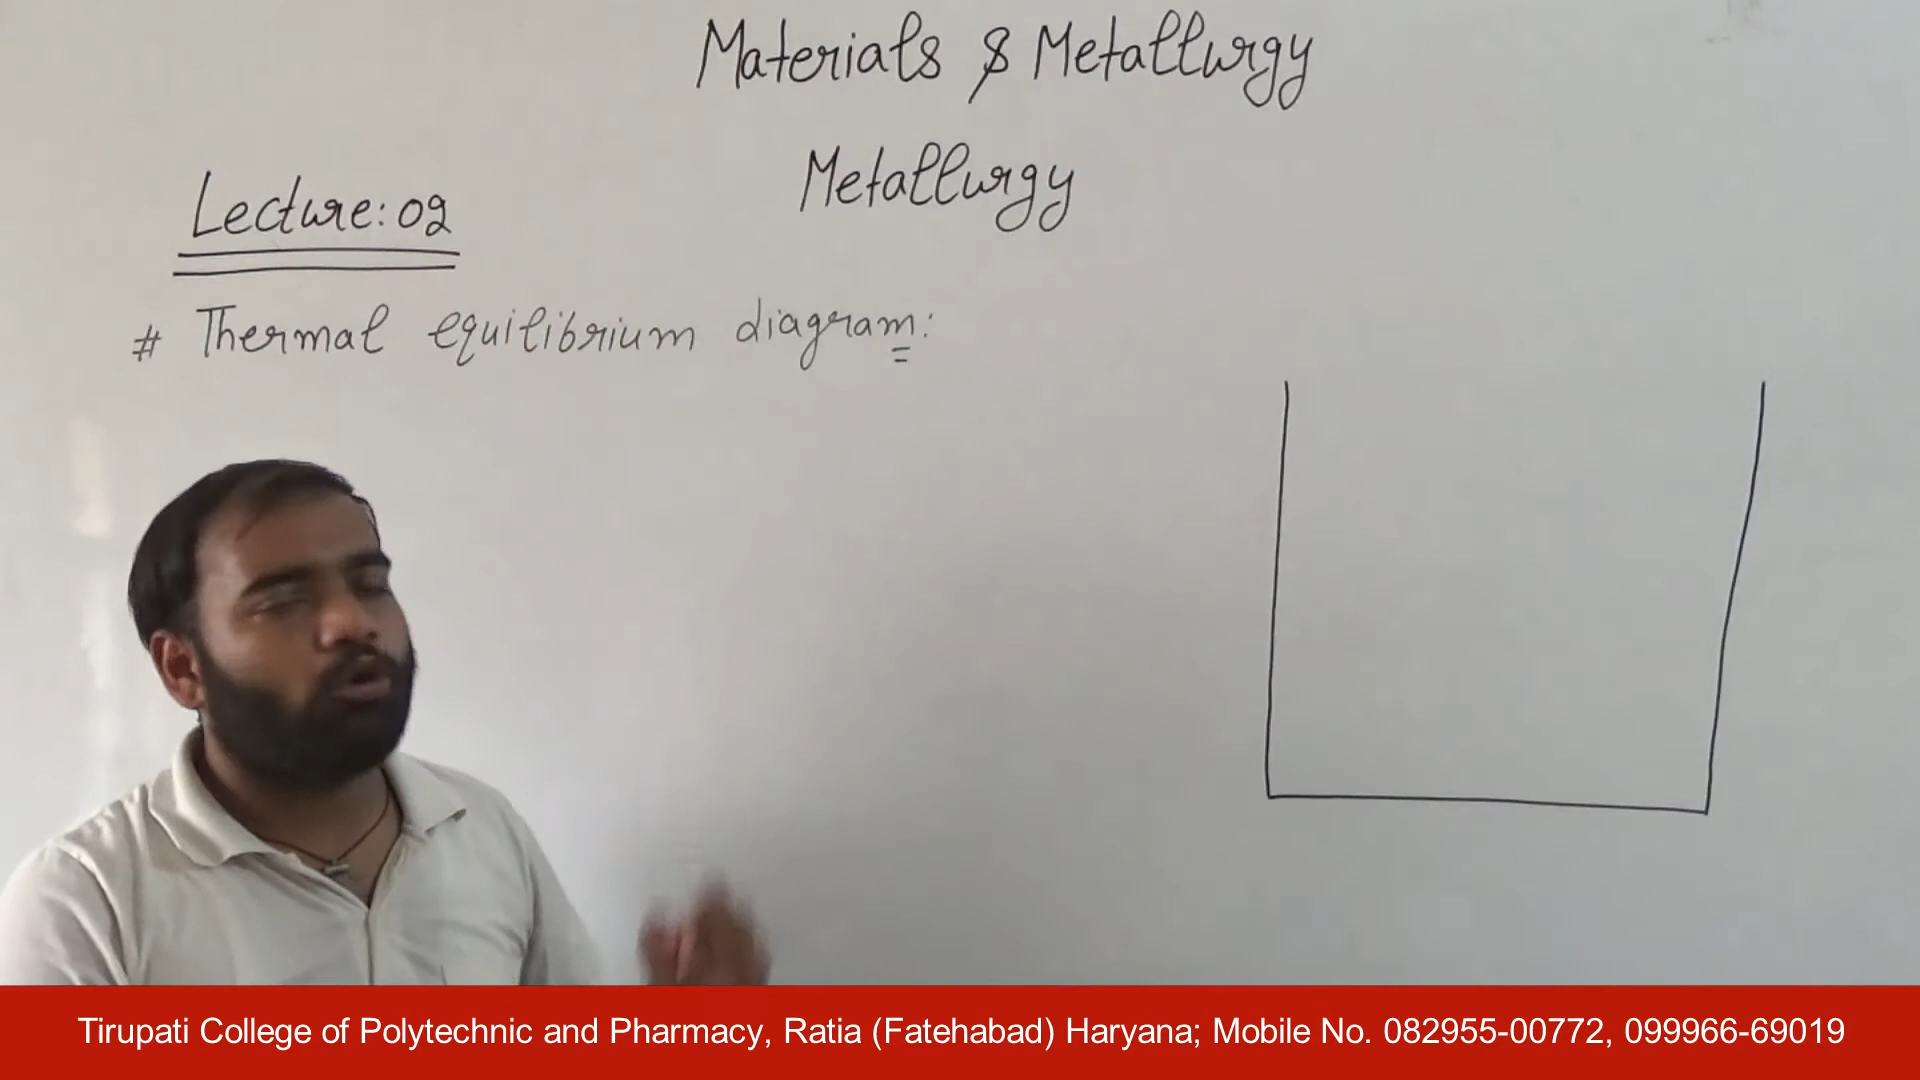 Materials & Metallurgy
Metallurgy
Lecture: 02
# Thermal equilibrium diagram:
Tirupati College of Polytechnic and Pharmacy, Ratia (Fatehabad) Haryana; Mobile No. 082955-00772, 099966-69019